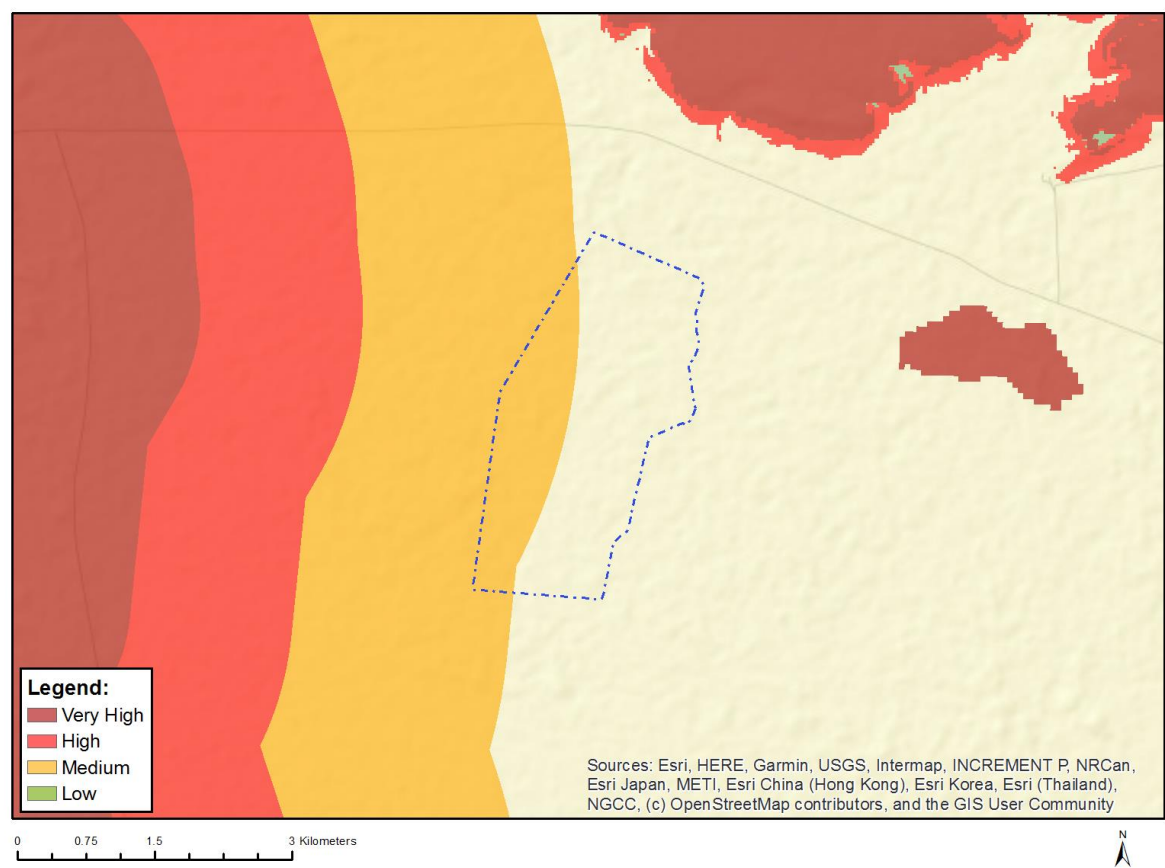 Legend:
Very High
High
Medium
Low
Sources: Esri, HERE, Garmin, USGS, Intermap, INCREMENT P, NRCan,
Esri Japan, METI, Esri China (Hong Kong), Esri Korea, Esri (Thailand),
NGCC, (c) OpenStreetMap contributors, and the GIS User Community
0 0.75 1.5 3 Kilometers
N